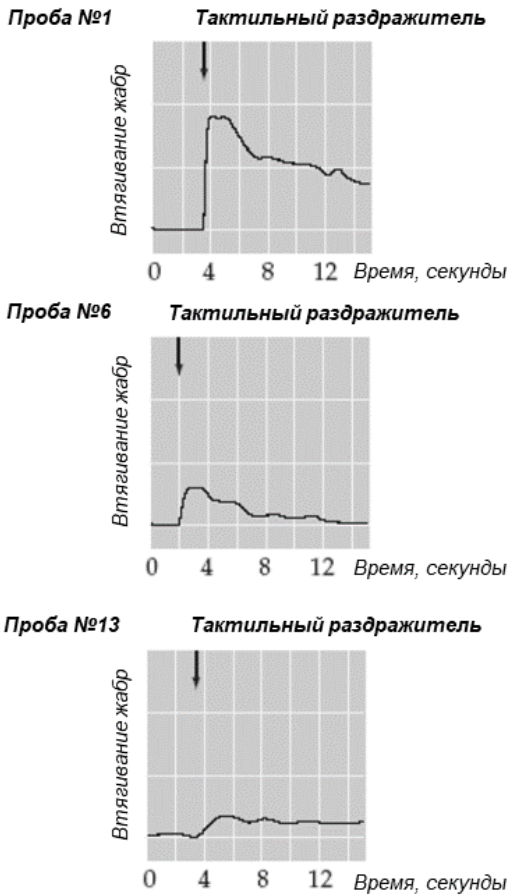 Проба №1 Тактильный раздражитель
Втягивание жабр
0 4 8 12 Время, секунды
Проба №6 Тактильный раздражитель
Втягивание жабр
0 4 8 12 Время, секунды
Проба №13 Тактильный раздражитель
Втягивание жабр
0 4 8 12 Время, секунды